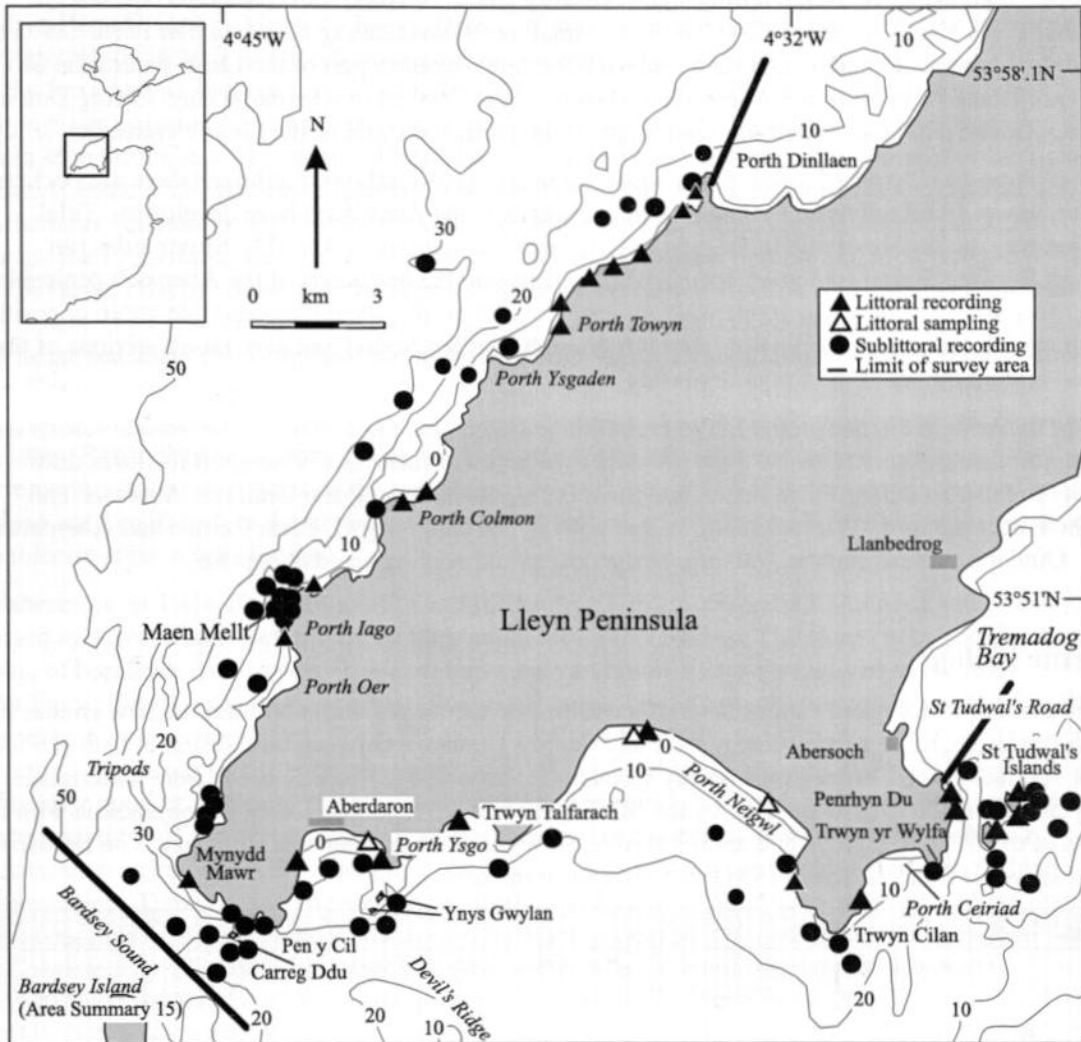 4°45'W
4°32'W
10
53°58'.1N
10
Porth Dinllaen
N
30
0 km 3
20
Littoral recording
Littoral sampling
Sublittoral recording
Limit of survey area
Porth Towyn
50
Porth Ysgaden
0
Porth Colmon
10
Llanbedrog
53°51'N
Maen Mellt
Porth Iago
Lleyn Peninsula
Tremadog
Bay
Porth Oer
St Tudwal's Road
20
Tripods
0
10
Porth Neigwl
Abersoch
St Tudwal's
Islands
50
30
Aberdaron
Trwyn Talfarach
Penrhyn Du
0
Porth Ysgo
Trwyn yr Wylfa
Mynydd
Mawr
10
Porth Ceiriad
Bardsey Sound
Ynys Gwylan
Pen y Cil
Trwyn Cilan
Carreg Ddu
Devil's Ridge
Bardsey Island
(Area Summary 15)
20
20
10
20
10